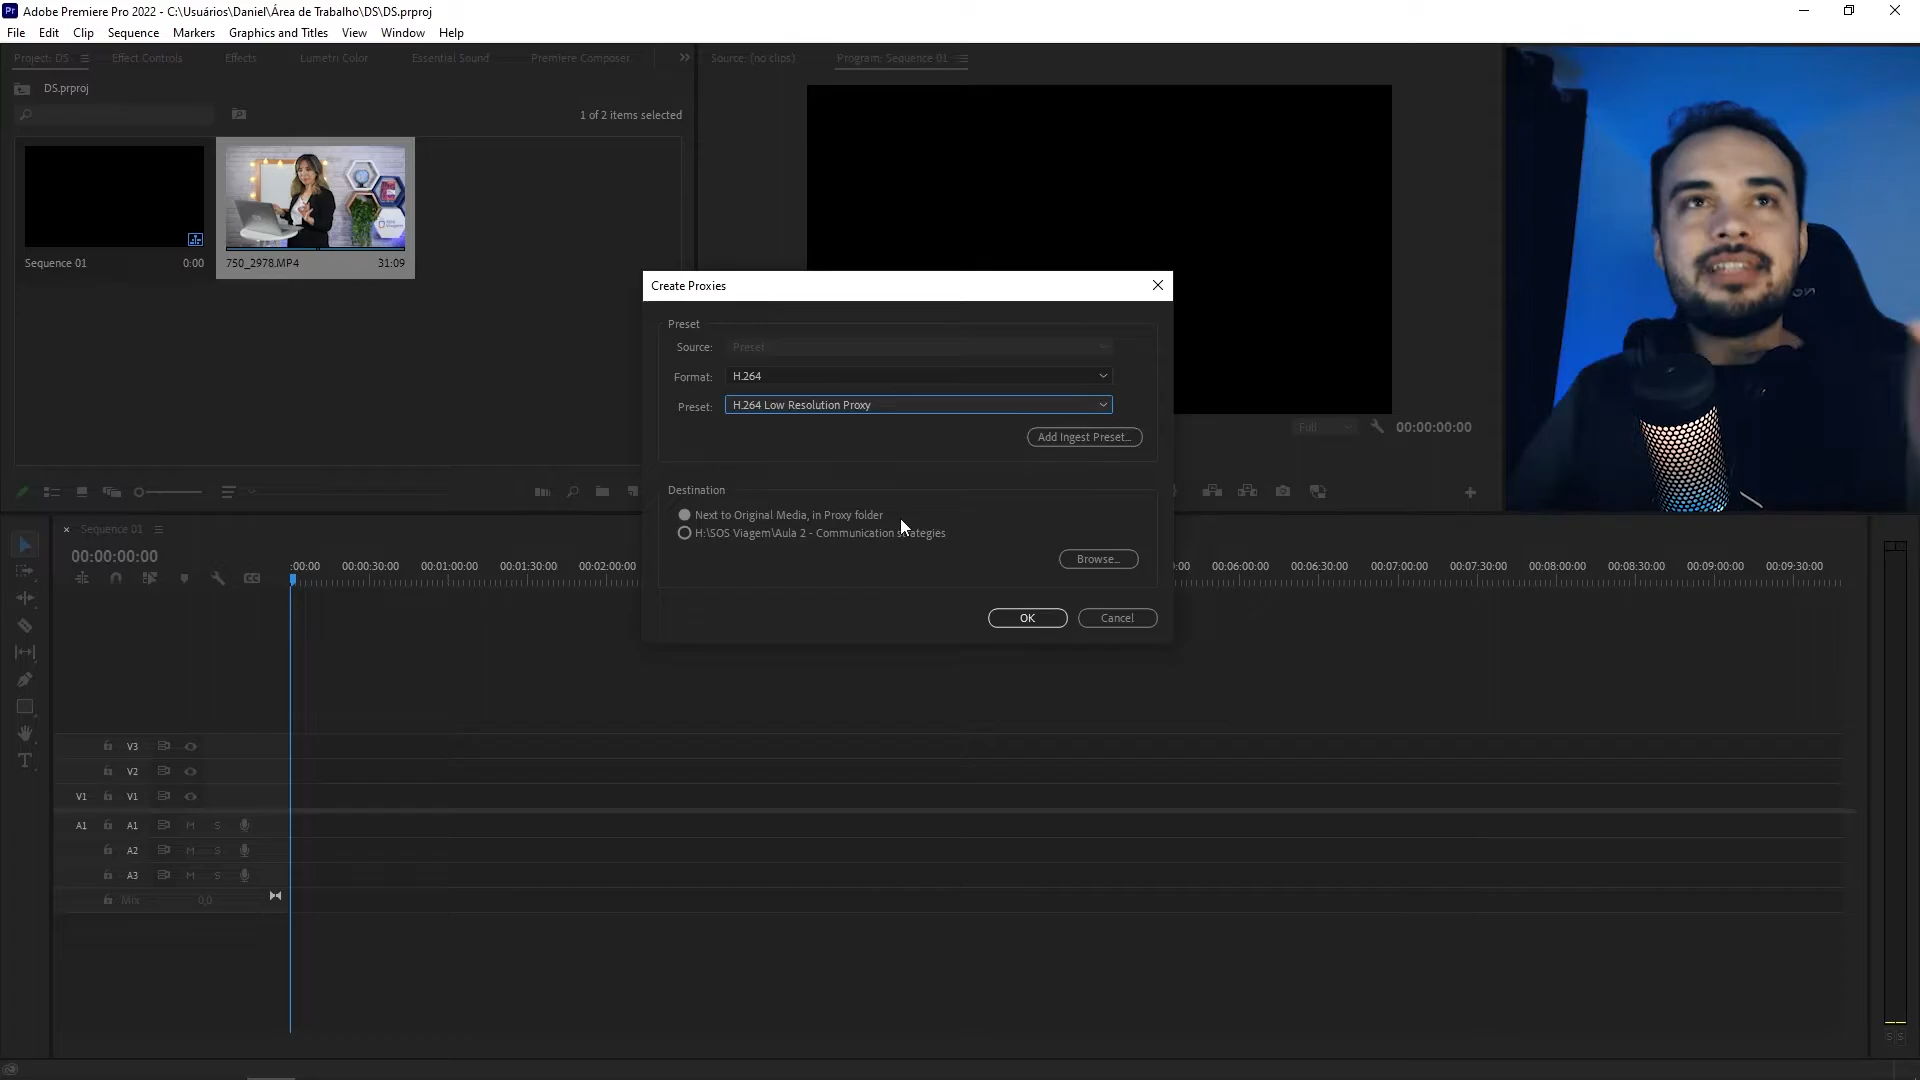 Adobe Premiere Pro 2022 - C:\Usuários\Daniel\Área de Trabalho\DS\DS.prproj
File Edit Clip Sequence Markers Graphics and Titles View Window Help
Project: DS Effect Controls Effects Lumetri Color Essential Sound Premiere Composer
Source: (no clips) Program: Sequence 01
DS.prproj
1 of 2 items selected
Sequence 01 0:00
750_2978.MP4 31:09
Create Proxies
Preset
Source: Preset
Format: H.264
Preset: H.264 Low Resolution Proxy
Add Ingest Preset...
Full 00:00:00:00
Destination
Next to Original Media, in Proxy folder
H:\SOS Viagem\Aula 2 - Communication strategies
Browse...
OK Cancel
Sequence 01
00:00:00:00
:00:00 00:00:30:00 00:01:00:00 00:01:30:00 00:02:00:00 :00 00:06:00:00 00:06:30:00 00:07:00:00 00:07:30:00 00:08:00:00 00:08:30:00 00:09:00:00 00:09:30:00
V3
V2
V1 V1
A1 A1 M S
A2 M S
A3 M S
Mix 0,0
S S